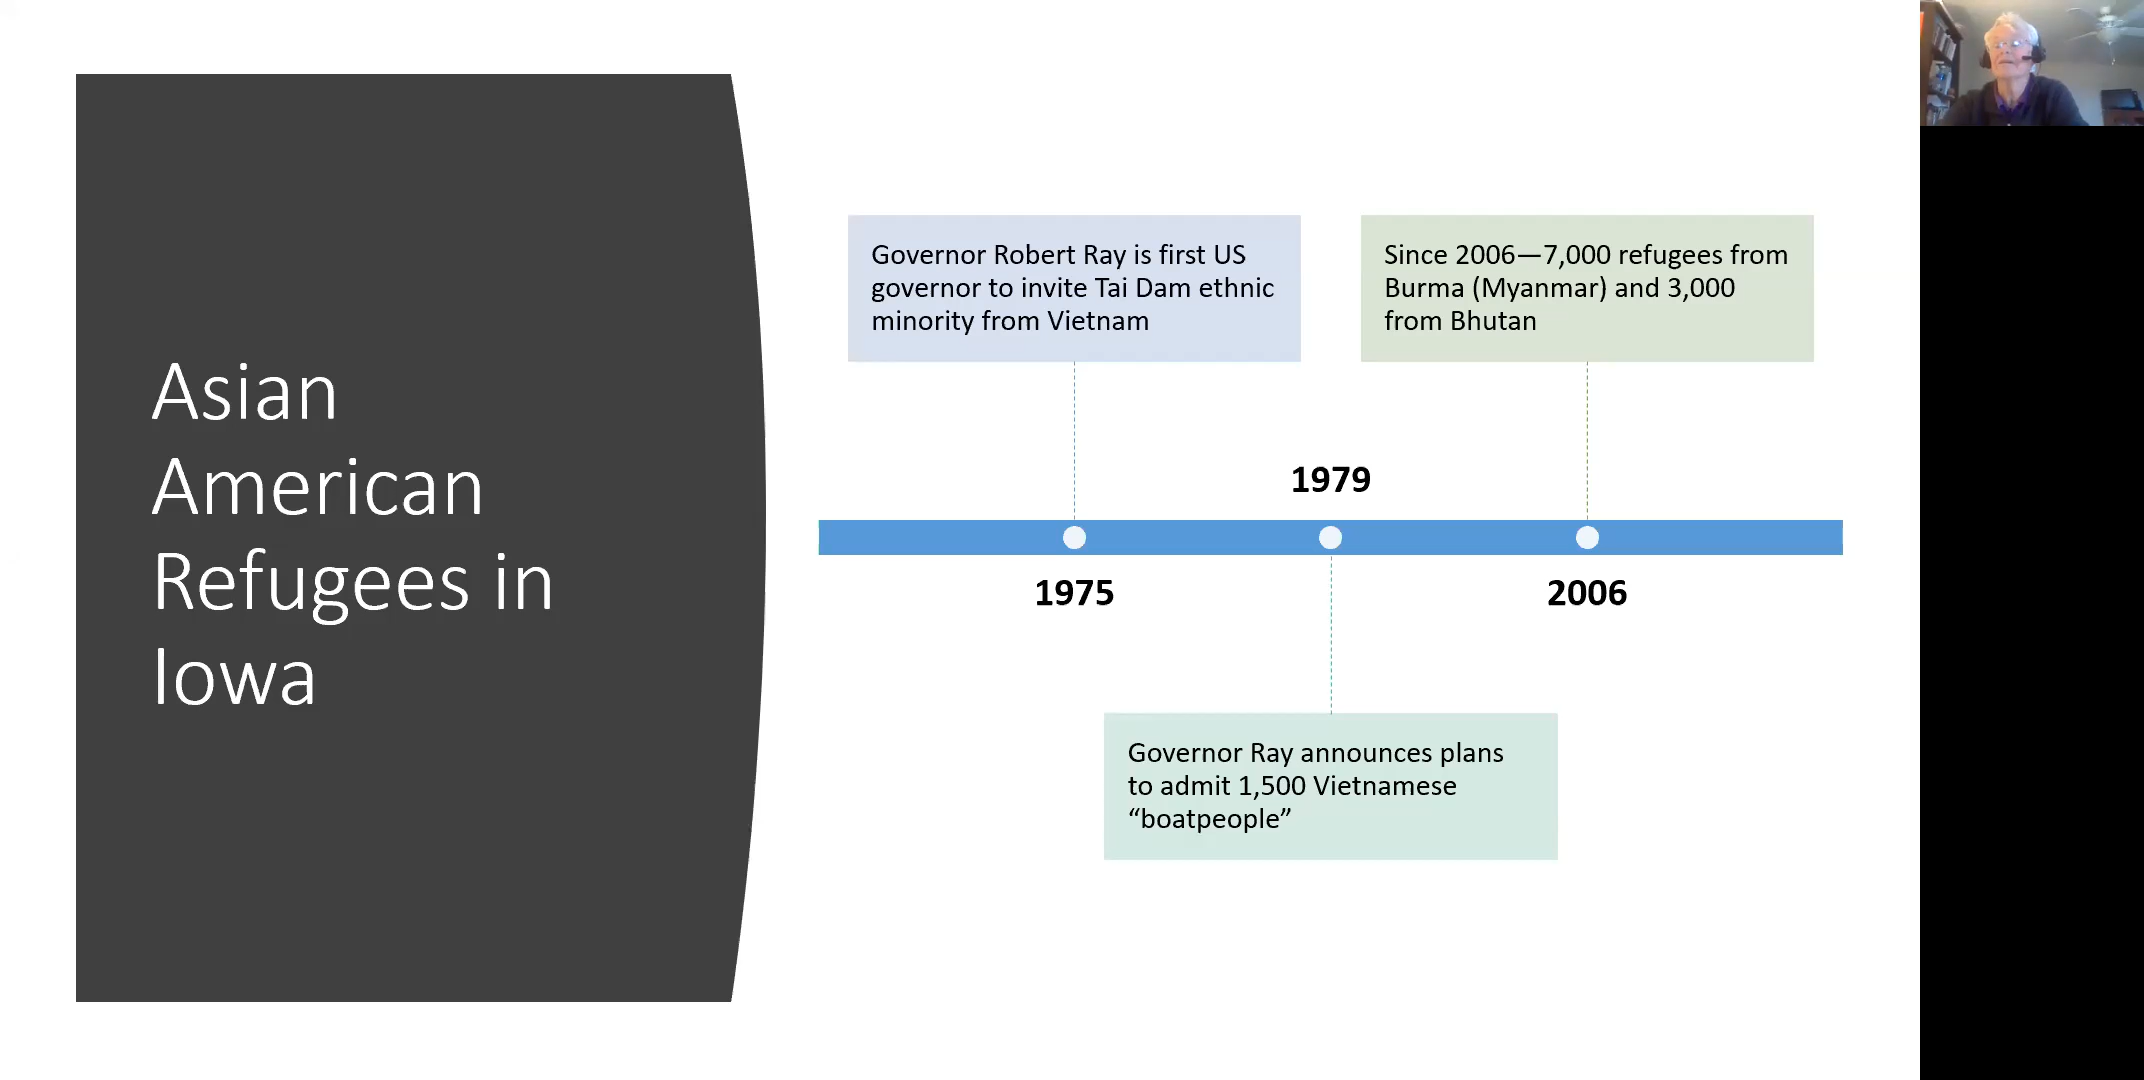 Asian
American
Refugees in
Iowa
Governor Robert Ray is first US
governor to invite Tai Dam ethnic
minority from Vietnam
1975
1979
Governor Ray announces plans
to admit 1,500 Vietnamese
“boatpeople”
Since 2006—7,000 refugees from
Burma (Myanmar) and 3,000
from Bhutan
2006